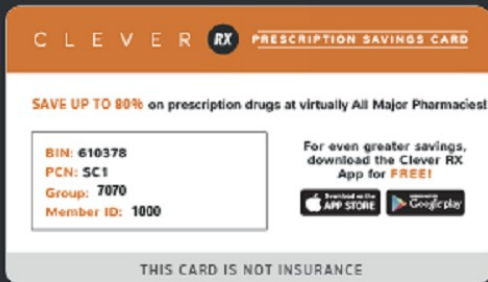 CLEVER RX PRESCRIPTION SAVINGS CARD
SAVE UP TO 80% on prescription drugs at virtually All Major Pharmacies!
BIN: 610378
PCN: SC1
Group: 7070
Member ID: 1000
For even greater savings,
download the Clever RX
App for FREE!
Download on the
APP STORE
Google play
THIS CARD IS NOT INSURANCE